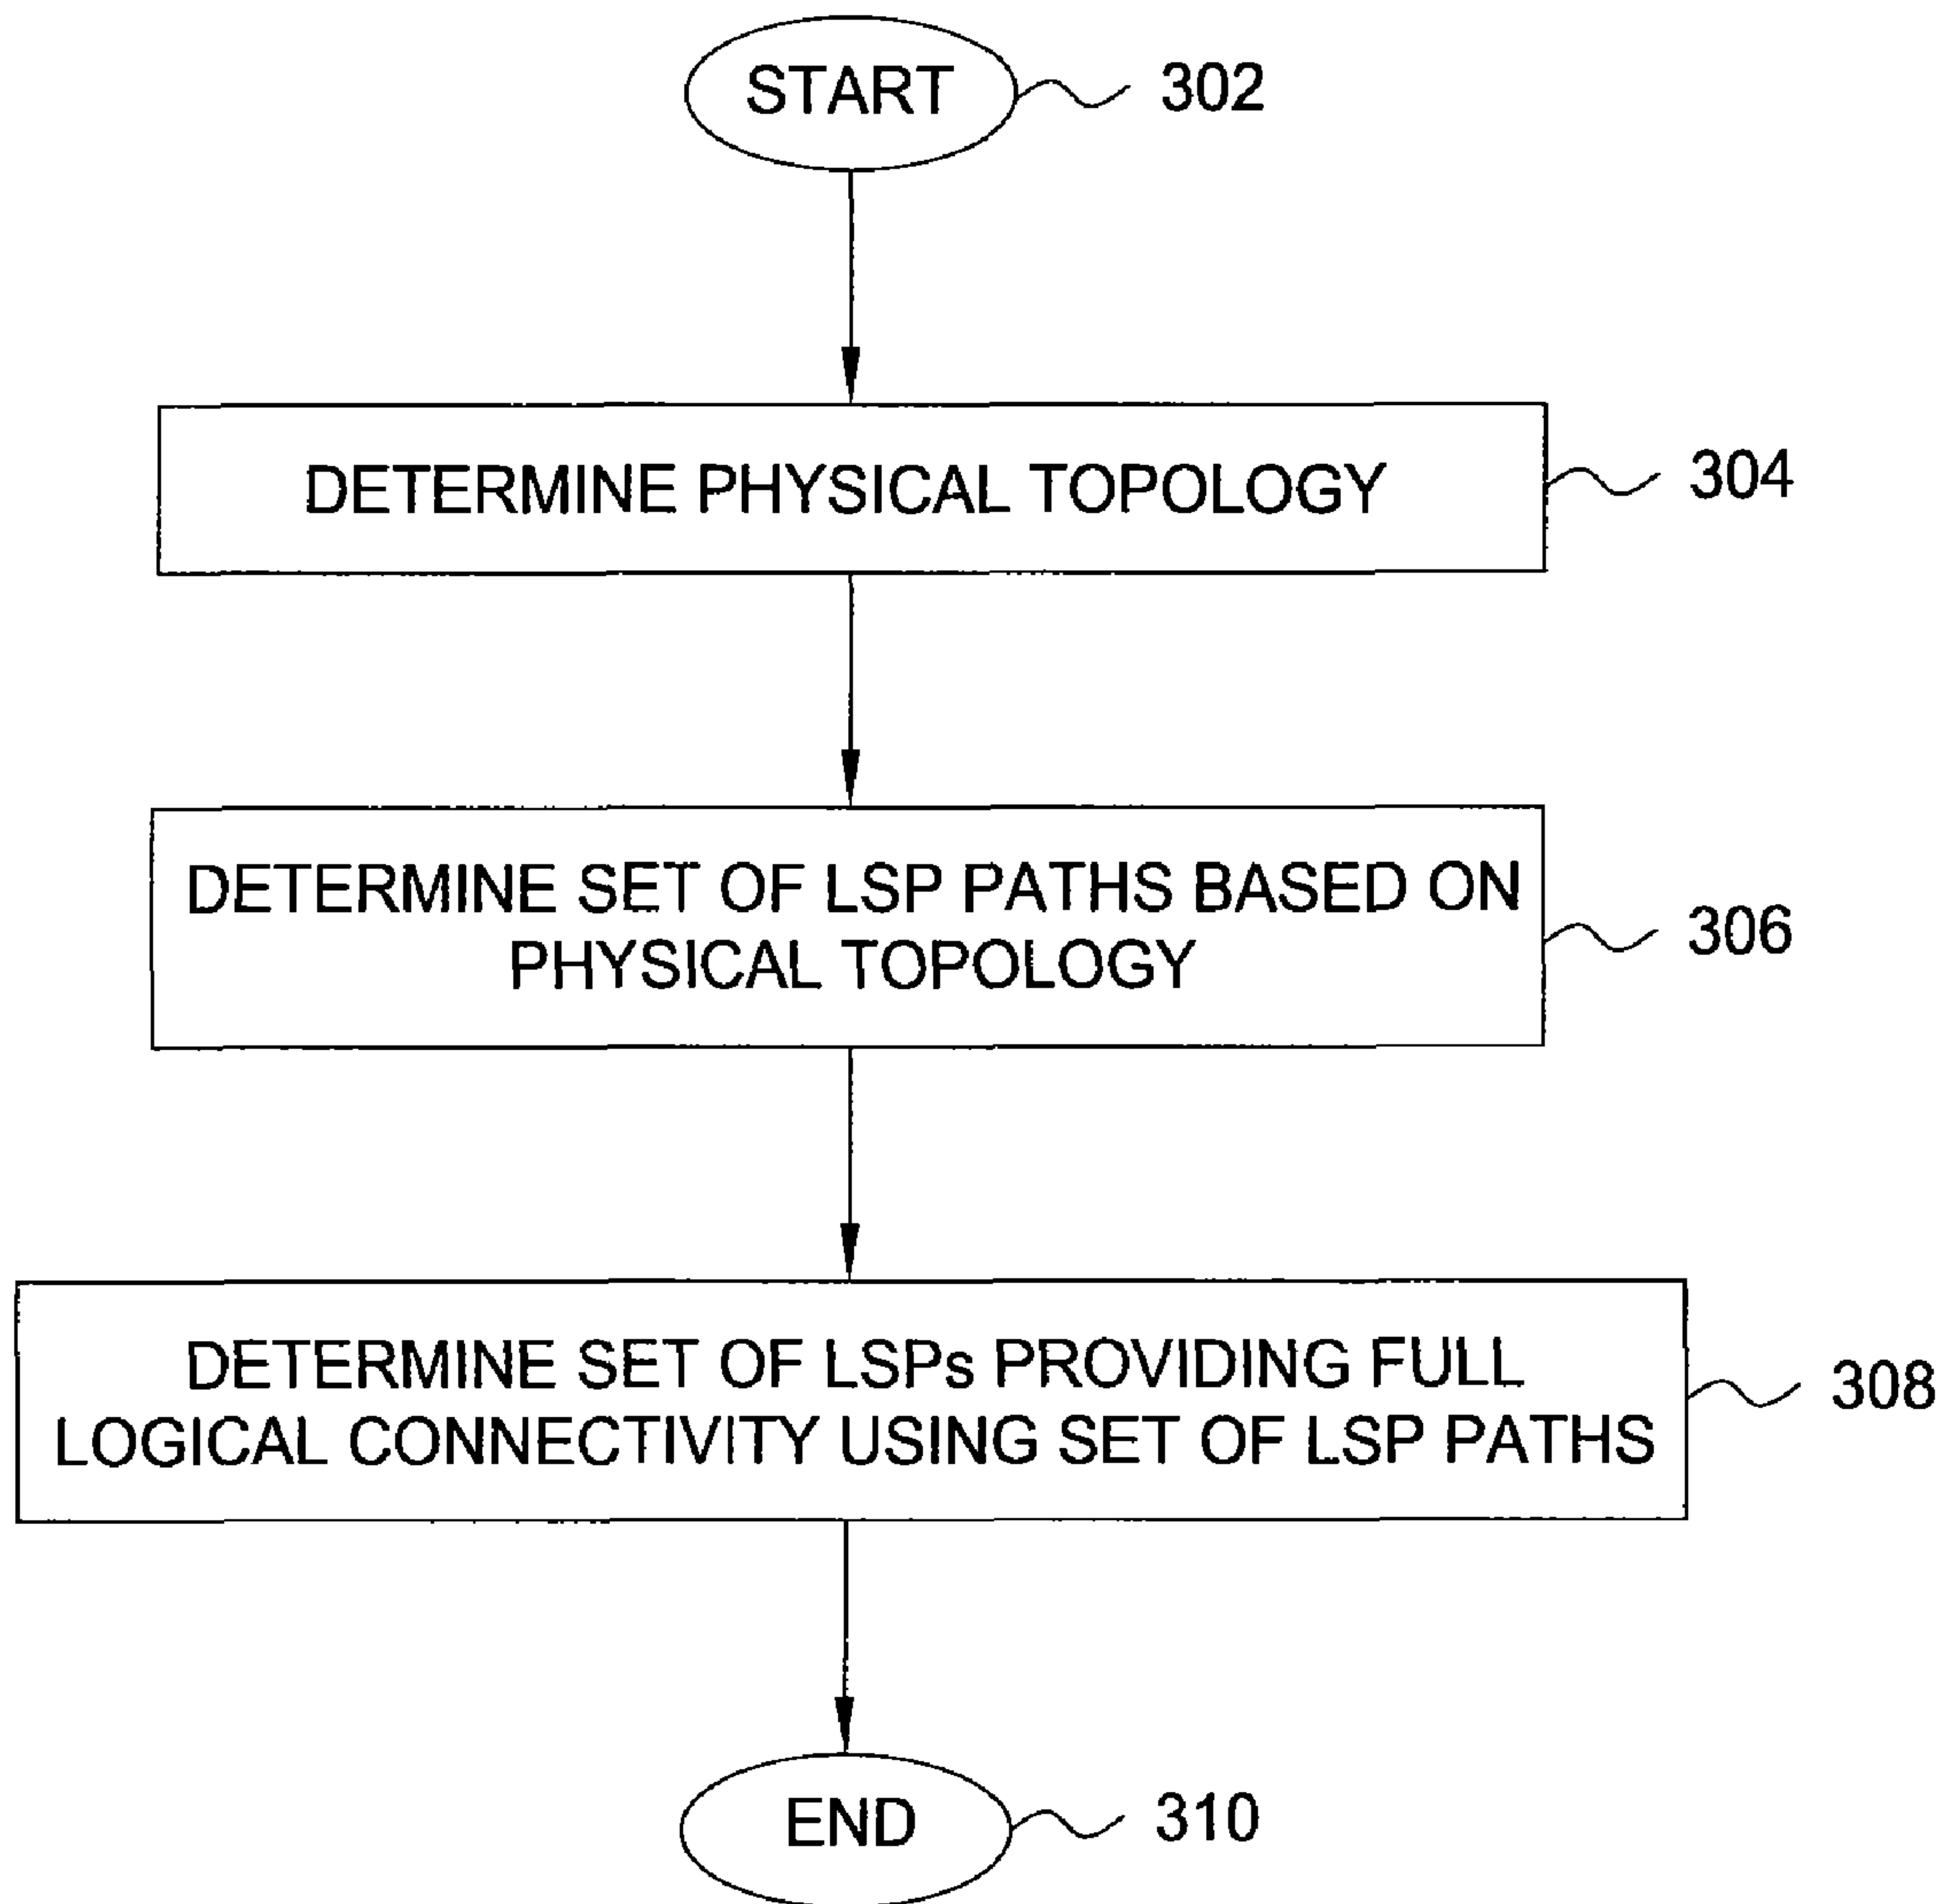 START
302
DETERMINE PHYSICAL TOPOLOGY
304
DETERMINE SET OF LSP PATHS BASED ON
PHYSICAL TOPOLOGY
306
DETERMINE SET OF LSPs PROVIDING FULL
LOGICAL CONNECTIVITY USING SET OF LSP PATHS
308
END
310